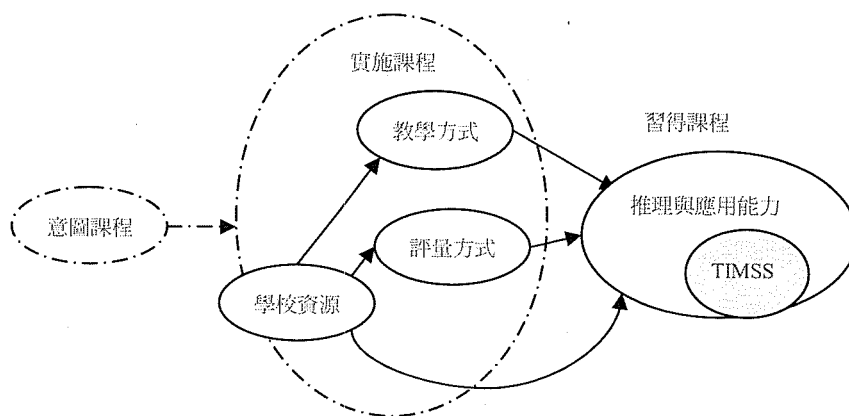 實施課程
教學方式
習得課程
意圖課程
推理與應用能力
評量方式
TIMSS
學校資源